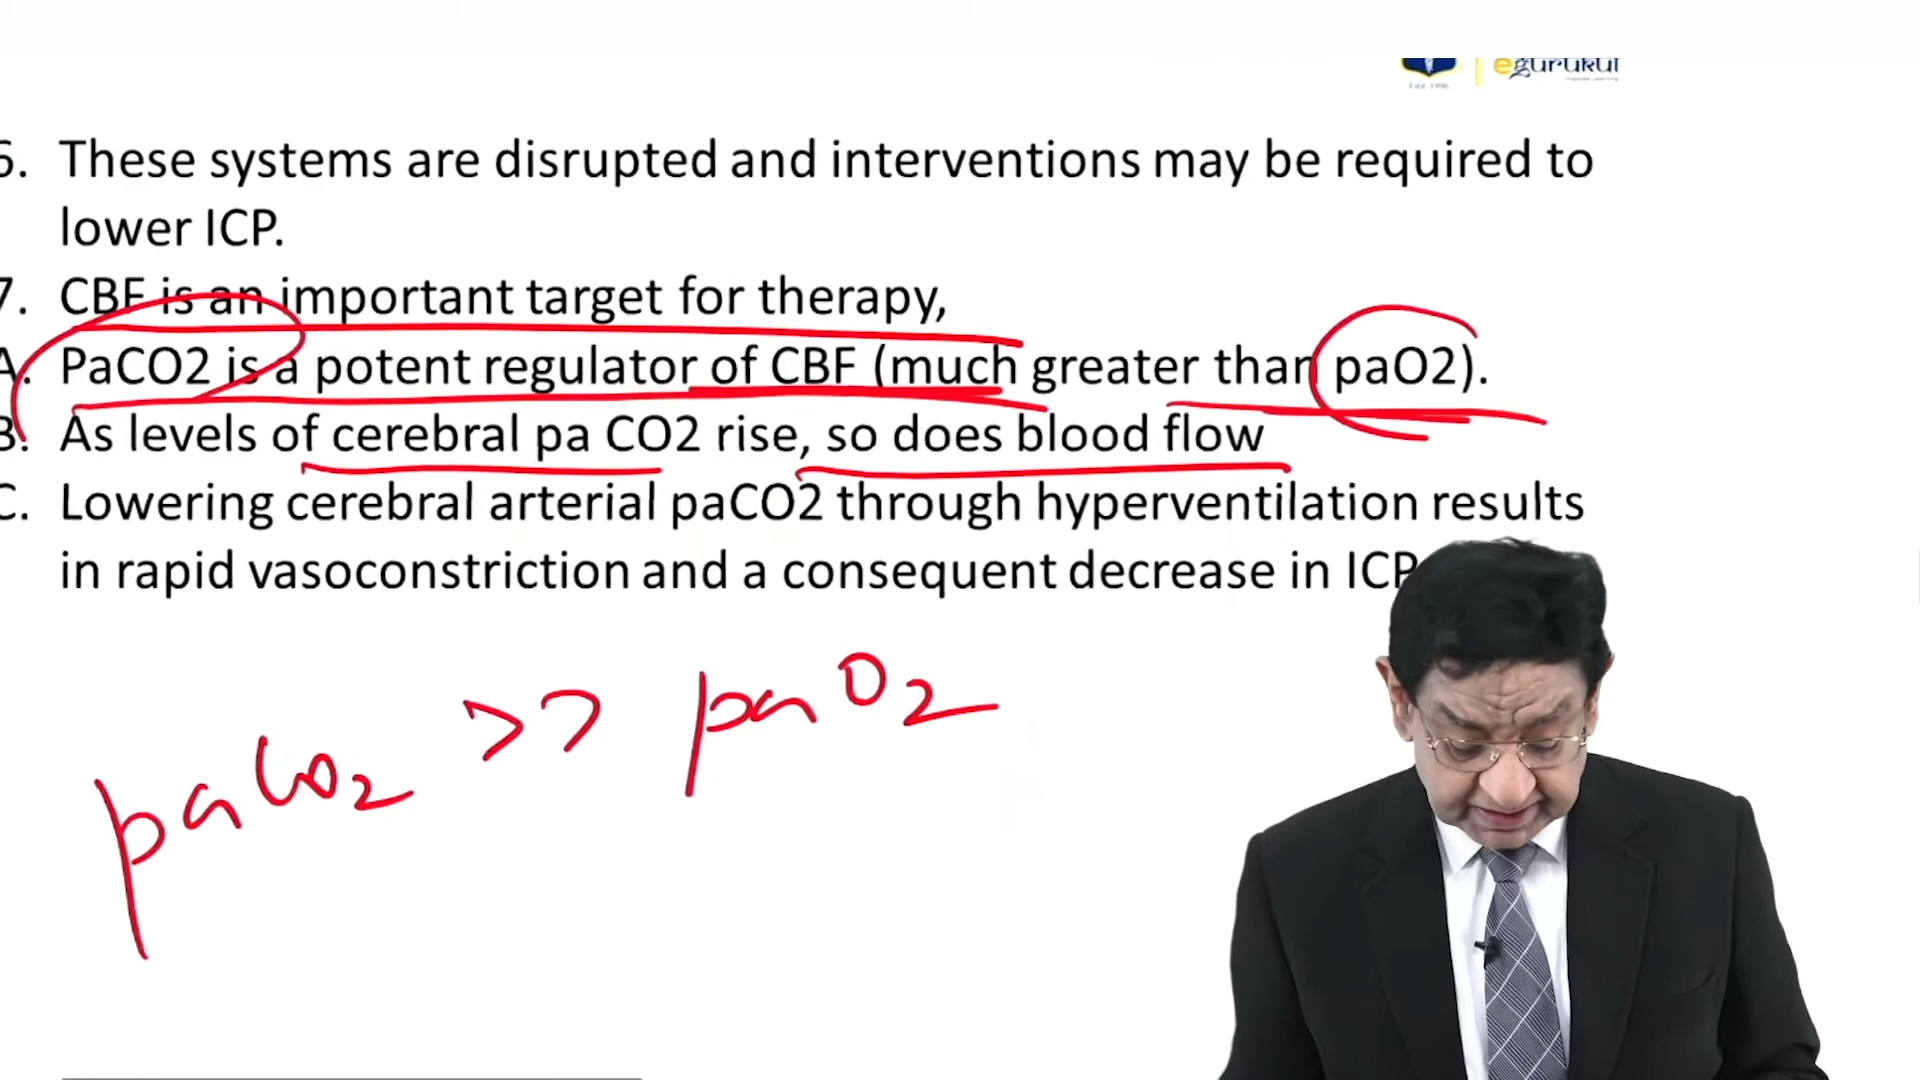 egurukul
Estd. 1996
6. These systems are disrupted and interventions may be required to
lower ICP.
7. CBF is an important target for therapy,
A. PaCO2 is a potent regulator of CBF (much greater than paO2).
B. As levels of cerebral pa CO2 rise, so does blood flow
C. Lowering cerebral arterial paCO2 through hyperventilation results
in rapid vasoconstriction and a consequent decrease in ICP
paCO2 >> paO2